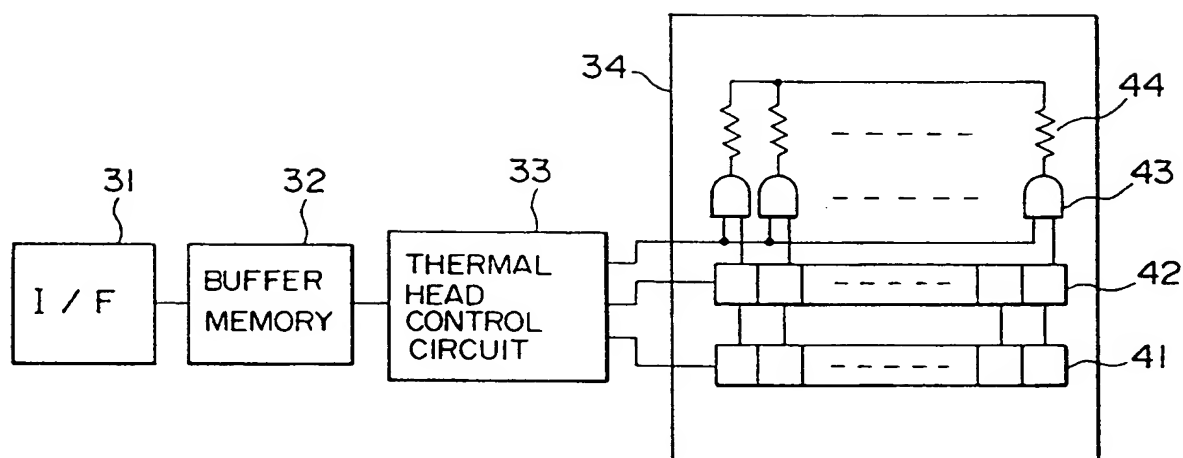 31
I / F
32
BUFFER
MEMORY
33
THERMAL
HEAD
CONTROL
CIRCUIT
34
44
43
42
41